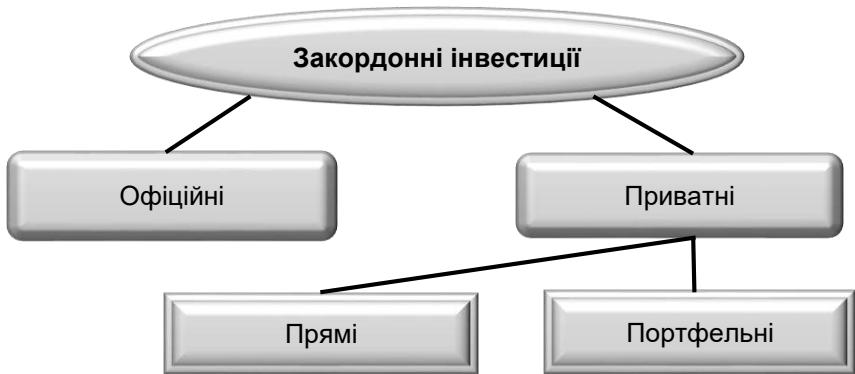 Закордонні інвестиції
Офіційні
Приватні
Прямі
Портфельні